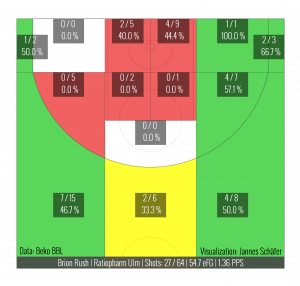 0 / 0
0.0 %
2 / 5
40.0 %
4 / 9
44.4 %
1 / 1
100.0 %
1 / 2
50.0 %
2 / 3
66.7 %
0 / 5
0.0 %
0 / 2
0.0 %
0 / 1
0.0 %
4 / 7
57.1 %
0 / 0
0.0 %
7 / 15
46.7 %
2 / 6
33.3 %
4 / 8
50.0 %
Data: Beko BBL
Visualization: Jannes Schäfer
Brion Rush | Ratiopharm Ulm | Shots: 27 / 64 | 54.7 eFG | 1.36 PPS